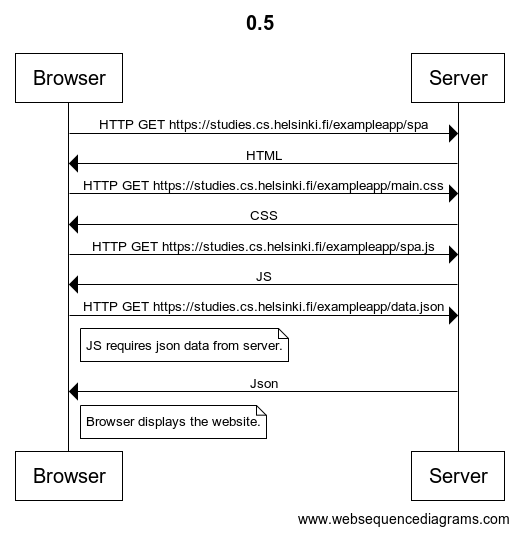 0.5
Browser
Server
HTTP GET https://studies.cs.helsinki.fi/exampleapp/spa
HTML
HTTP GET https://studies.cs.helsinki.fi/exampleapp/main.css
CSS
HTTP GET https://studies.cs.helsinki.fi/exampleapp/spa.js
JS
HTTP GET https://studies.cs.helsinki.fi/exampleapp/data.json
JS requires json data from server.
Json
Browser displays the website.
Browser
Server
www.websequencediagrams.com